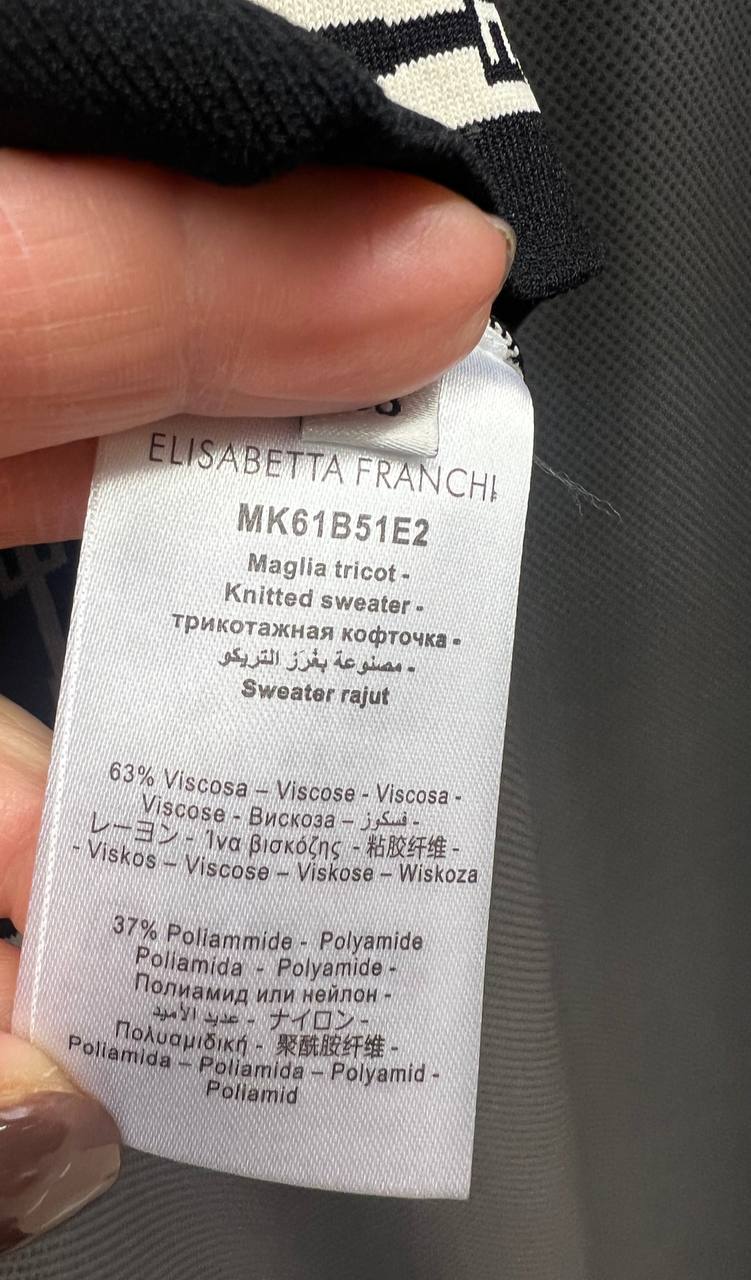 ELISABETTA FRANCHI
MK61B51E2
Maglia tricot -
Knitted sweater -
трикотажная кофточка -
مصنوعة بغُرَز التريكو -
Sweater rajut
63% Viscosa – Viscose - Viscosa -
Viscose - Вискоза – فسكوز -
レーヨン - Ίνα βισκόζης - 粘胶纤维 -
- Viskos – Viscose – Viskose – Wiskoza
37% Poliammide - Polyamide
Poliamida - Polyamide -
Полиамид или нейлон -
عديد الأميد - ナイロン -
Πολυαμιδική - 聚酰胺纤维 -
Poliamida – Poliamida – Polyamid -
Poliamid